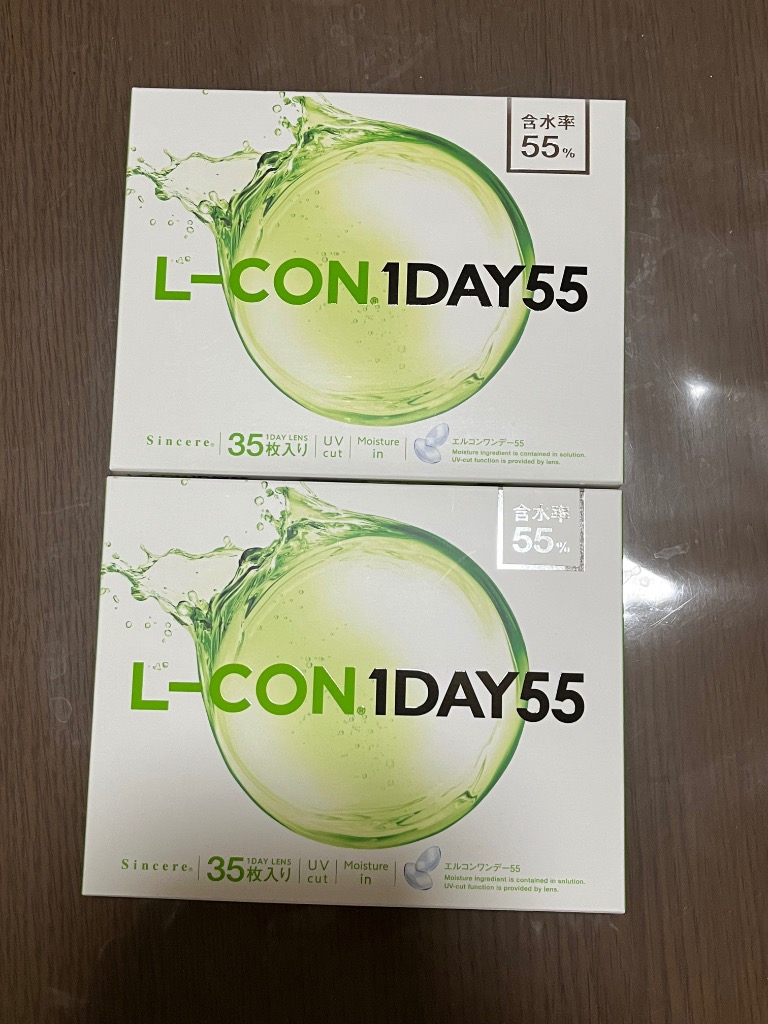 含水率
55%
L-CON®1DAY55
Sincere®
35枚入り
1DAY LENS
UV
cut
Moisture
in
エルコンワンデー55
Moisture ingredient is contained in solution.
UV-cut function is provided by lens.
含水率
55%
L-CON®1DAY55
Sincere®
35枚入り
1DAY LENS
UV
cut
Moisture
in
エルコンワンデー55
Moisture ingredient is contained in solution.
UV-cut function is provided by lens.